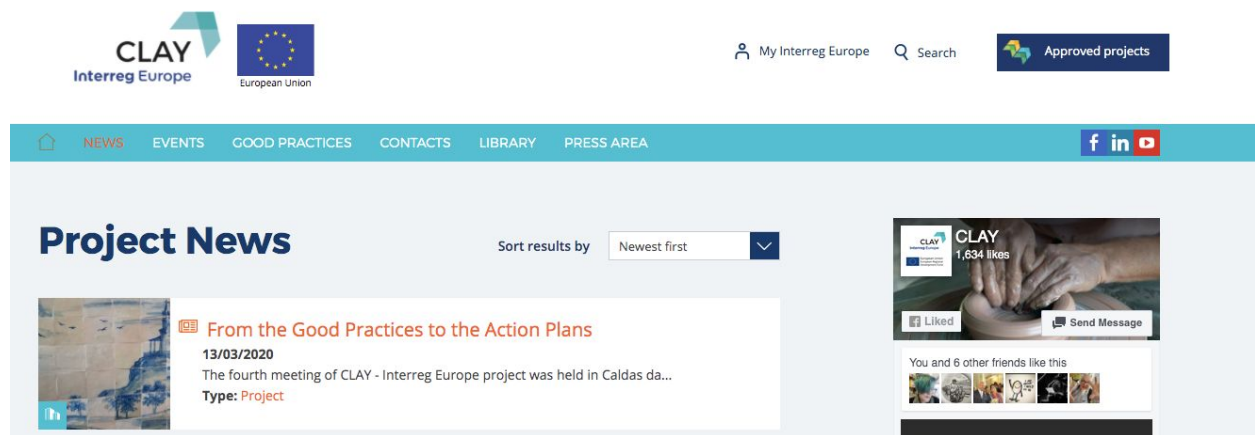 CLAY
Interreg Europe
European Union
My Interreg Europe
Search
Approved projects
NEWS
EVENTS
GOOD PRACTICES
CONTACTS
LIBRARY
PRESS AREA
f in
Project News
Sort results by
Newest first
From the Good Practices to the Action Plans
13/03/2020
The fourth meeting of CLAY - Interreg Europe project was held in Caldas da...
Type: Project
CLAY
CLAY
1,634 likes
Liked
Send Message
You and 6 other friends like this